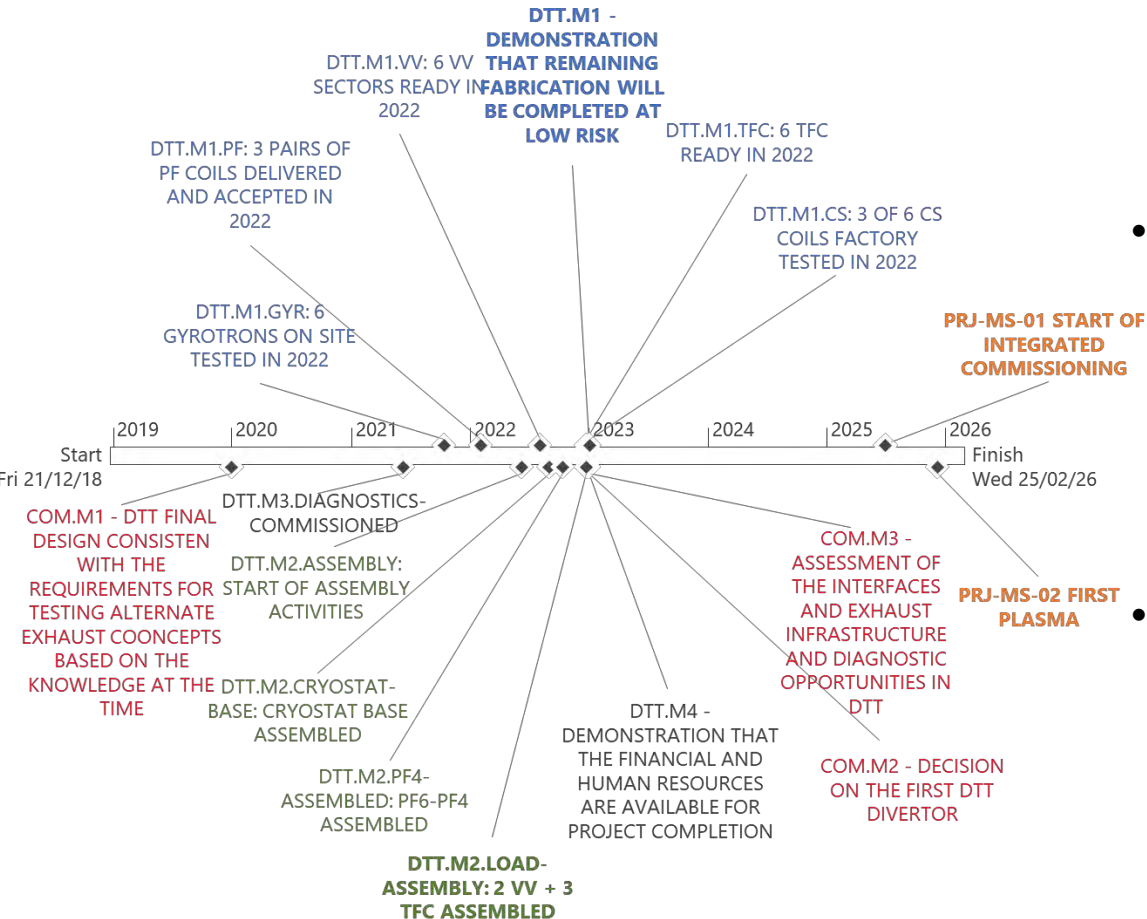 DTT.M1 -
DEMONSTRATION
THAT REMAINING
FABRICATION WILL
BE COMPLETED AT
LOW RISK
DTT.M1.VV: 6 VV
SECTORS READY IN
2022
DTT.M1.TFC: 6 TFC
READY IN 2022
DTT.M1.PF: 3 PAIRS OF
PF COILS DELIVERED
AND ACCEPTED IN
2022
DTT.M1.CS: 3 OF 6 CS
COILS FACTORY
TESTED IN 2022
DTT.M1.GYR: 6
GYROTRONS ON SITE
TESTED IN 2022
PRJ-MS-01 START OF
INTEGRATED
COMMISSIONING
2019
2020
2021
2022
2023
2024
2025
2026
Start
Fri 21/12/18
Finish
Wed 25/02/26
COM.M1 - DTT FINAL
DESIGN CONSISTEN
WITH THE
REQUIREMENTS FOR
TESTING ALTERNATE
EXHAUST COONCEPTS
BASED ON THE
KNOWLEDGE AT THE
TIME
DTT.M3.DIAGNOSTICS-
COMMISSIONED
DTT.M2.ASSEMBLY:
START OF ASSEMBLY
ACTIVITIES
DTT.M2.CRYOSTAT-
BASE: CRYOSTAT BASE
ASSEMBLED
DTT.M2.PF4-
ASSEMBLED: PF6-PF4
ASSEMBLED
DTT.M2.LOAD-
ASSEMBLY: 2 VV + 3
TFC ASSEMBLED
DTT.M4 -
DEMONSTRATION THAT
THE FINANCIAL AND
HUMAN RESOURCES
ARE AVAILABLE FOR
PROJECT COMPLETION
COM.M3 -
ASSESSMENT OF
THE INTERFACES
AND EXHAUST
INFRASTRUCTURE
AND DIAGNOSTIC
OPPORTUNITIES IN
DTT
COM.M2 - DECISION
ON THE FIRST DTT
DIVERTOR
PRJ-MS-02 FIRST
PLASMA